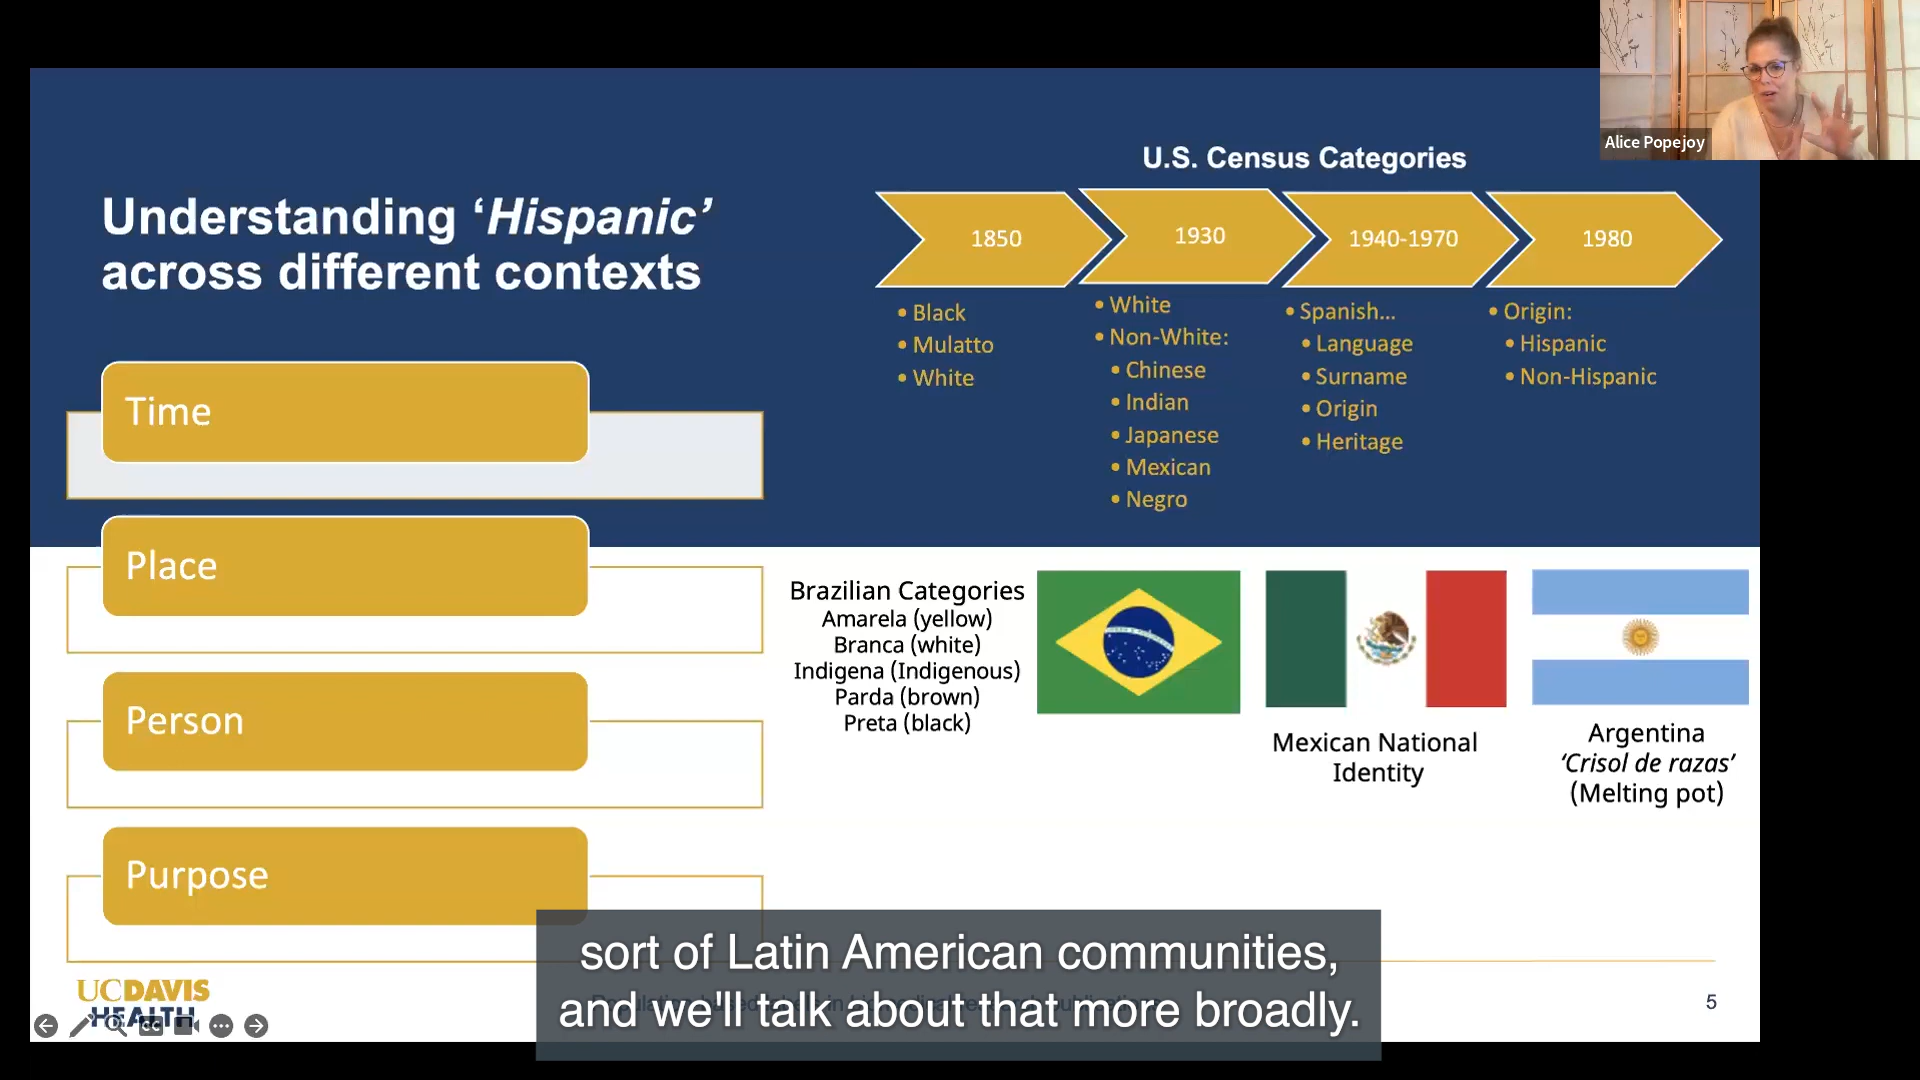 Alice Popejoy
Understanding ‘Hispanic’
across different contexts
U.S. Census Categories
1850
• Black
• Mulatto
• White
1930
• White
• Non-White:
• Chinese
• Indian
• Japanese
• Mexican
• Negro
1940-1970
• Spanish...
• Language
• Surname
• Origin
• Heritage
1980
• Origin:
• Hispanic
• Non-Hispanic
Time
Place
Person
Purpose
Brazilian Categories
Amarela (yellow)
Branca (white)
Indigena (Indigenous)
Parda (brown)
Preta (black)
Mexican National
Identity
Argentina
‘Crisol de razas’
(Melting pot)
sort of Latin American communities,
and we'll talk about that more broadly.
UCDAVIS
HEALTH
5